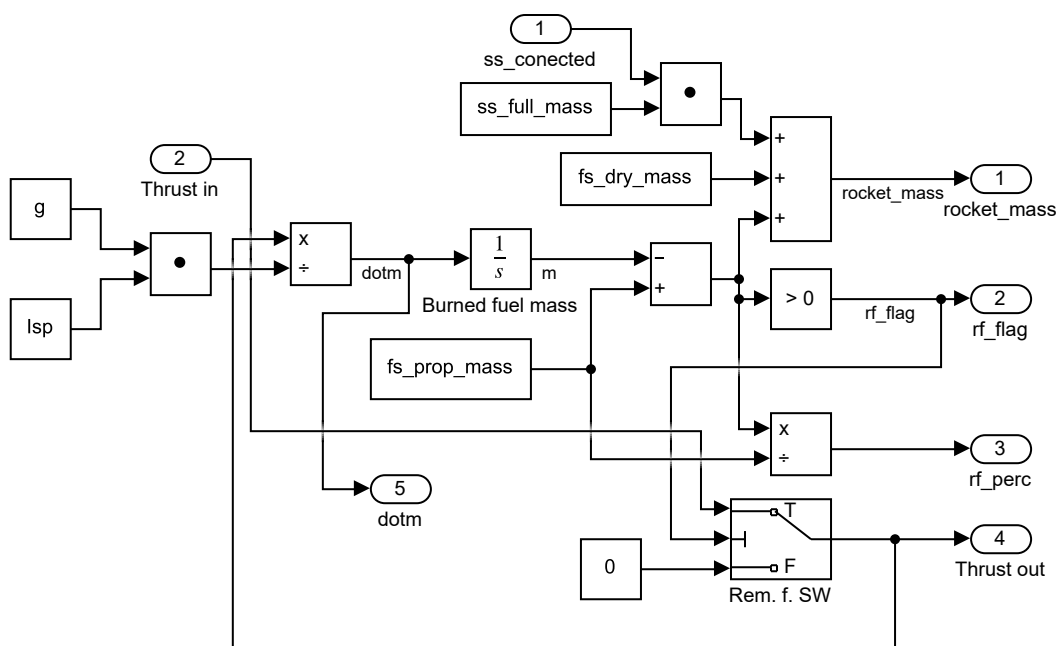 1
ss_conected
ss_full_mass
+
2
Thrust in
fs_dry_mass
+
rocket_mass
1
rocket_mass
g
+
x
÷
dotm
1
s
m
Burned fuel mass
−
+
> 0
rf_flag
2
rf_flag
Isp
fs_prop_mass
x
÷
3
rf_perc
5
dotm
T
F
0
Rem. f. SW
4
Thrust out